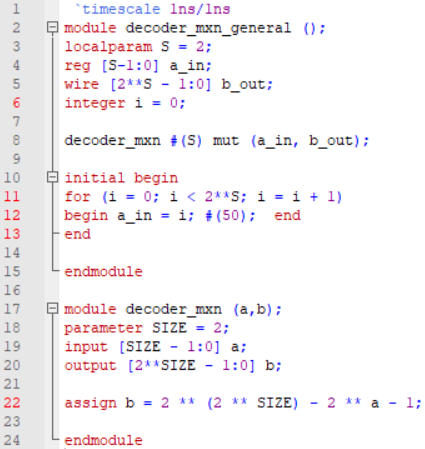 1 `timescale 1ns/1ns
2 module decoder_mxn_general ();
3 localparam S = 2;
4 reg [S-1:0] a_in;
5 wire [2**S - 1:0] b_out;
6 integer i = 0;
7
8 decoder_mxn #(S) mut (a_in, b_out);
9
10 initial begin
11 for (i = 0; i < 2**S; i = i + 1)
12 begin a_in = i; #(50);  end
13 end
14
15 endmodule
16
17 module decoder_mxn (a,b);
18 parameter SIZE = 2;
19 input [SIZE - 1:0] a;
20 output [2**SIZE - 1:0] b;
21
22 assign b = 2 ** (2 ** SIZE) - 2 ** a - 1;
23
24 endmodule